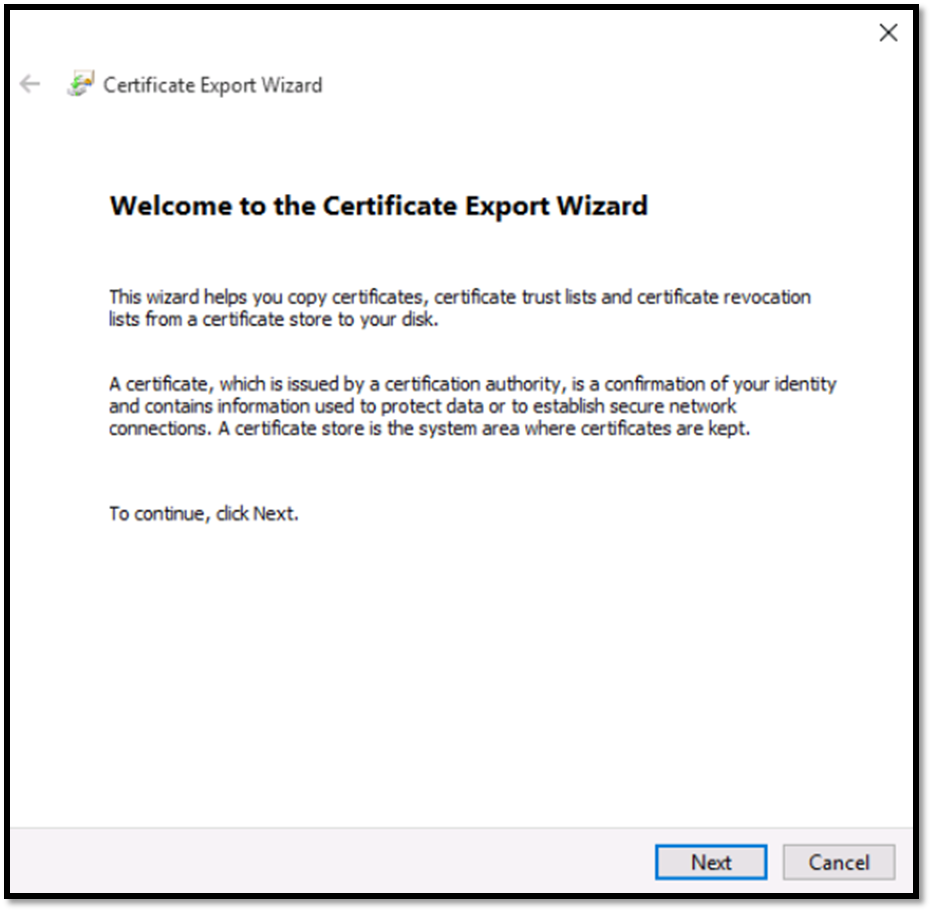 Certificate Export Wizard
Welcome to the Certificate Export Wizard
This wizard helps you copy certificates, certificate trust lists and certificate revocation
lists from a certificate store to your disk.
A certificate, which is issued by a certification authority, is a confirmation of your identity
and contains information used to protect data or to establish secure network
connections. A certificate store is the system area where certificates are kept.
To continue, click Next.
Next
Cancel